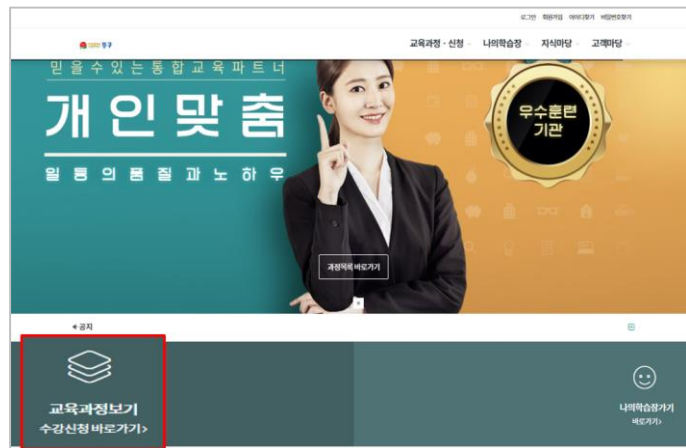 로그인 회원가입 아이디찾기 비밀번호찾기
중구
교육과정·신청 나의학습장 지식마당 고객마당
믿을수있는통합교육파트너
개인맞춤
일등의품질과노하우
우수훈련
기관
과정목록 바로가기
공지
교육과정보기
수강신청 바로가기>
나의학습장가기
바로가기>